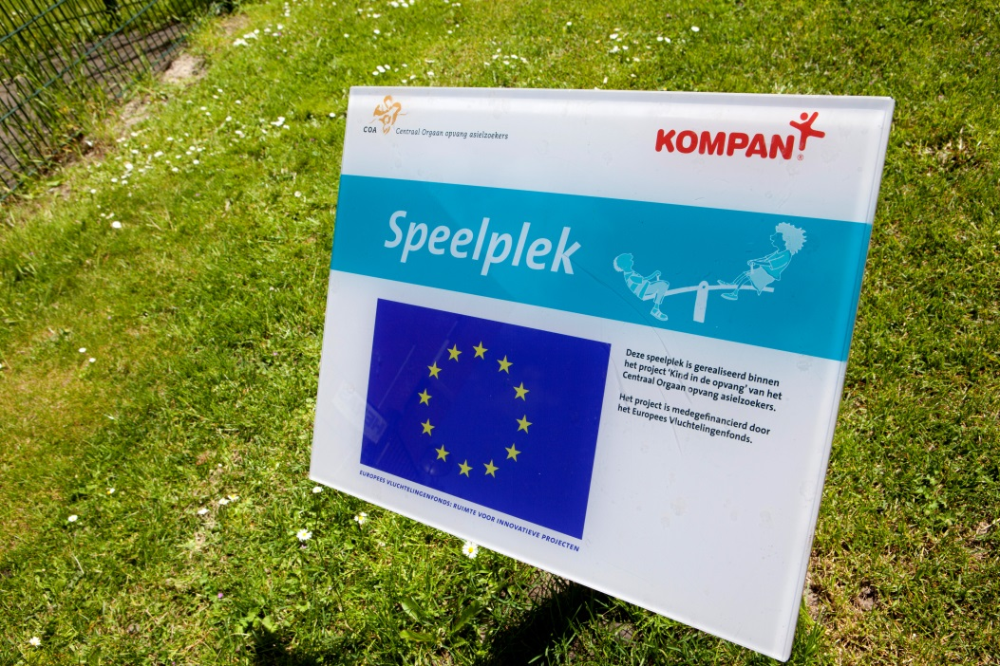 COA Centraal Orgaan opvang asielzoekers
KOMPAN®
Speelplek
Deze speelplek is gerealiseerd binnen
het project 'Kind in de opvang' van het
Centraal Orgaan opvang asielzoekers.
Het project is medegefinancierd door
het Europees Vluchtelingenfonds.
EUROPEES VLUCHTELINGENFONDS: RUIMTE VOOR INNOVATIEVE PROJECTEN